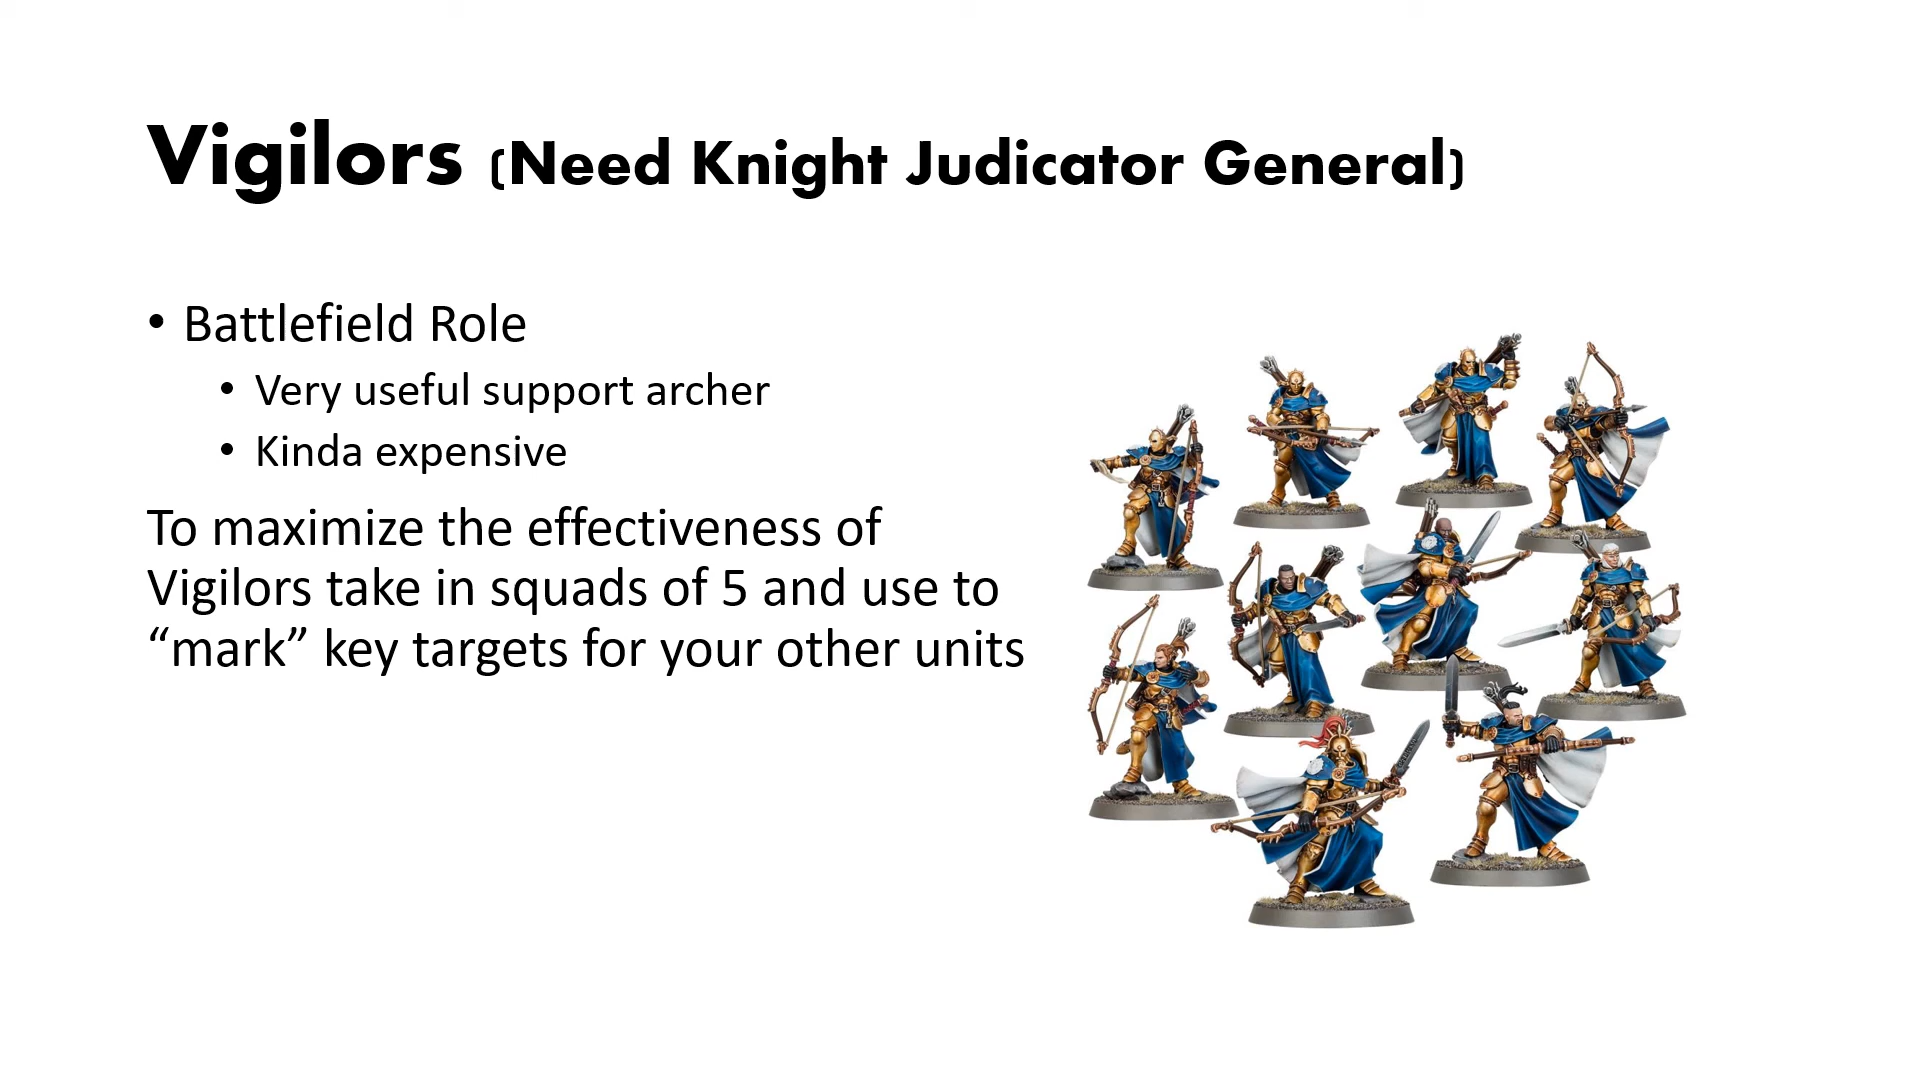 Vigilors (Need Knight Judicator General)
• Battlefield Role
• Very useful support archer
• Kinda expensive
To maximize the effectiveness of
Vigilors take in squads of 5 and use to
“mark” key targets for your other units